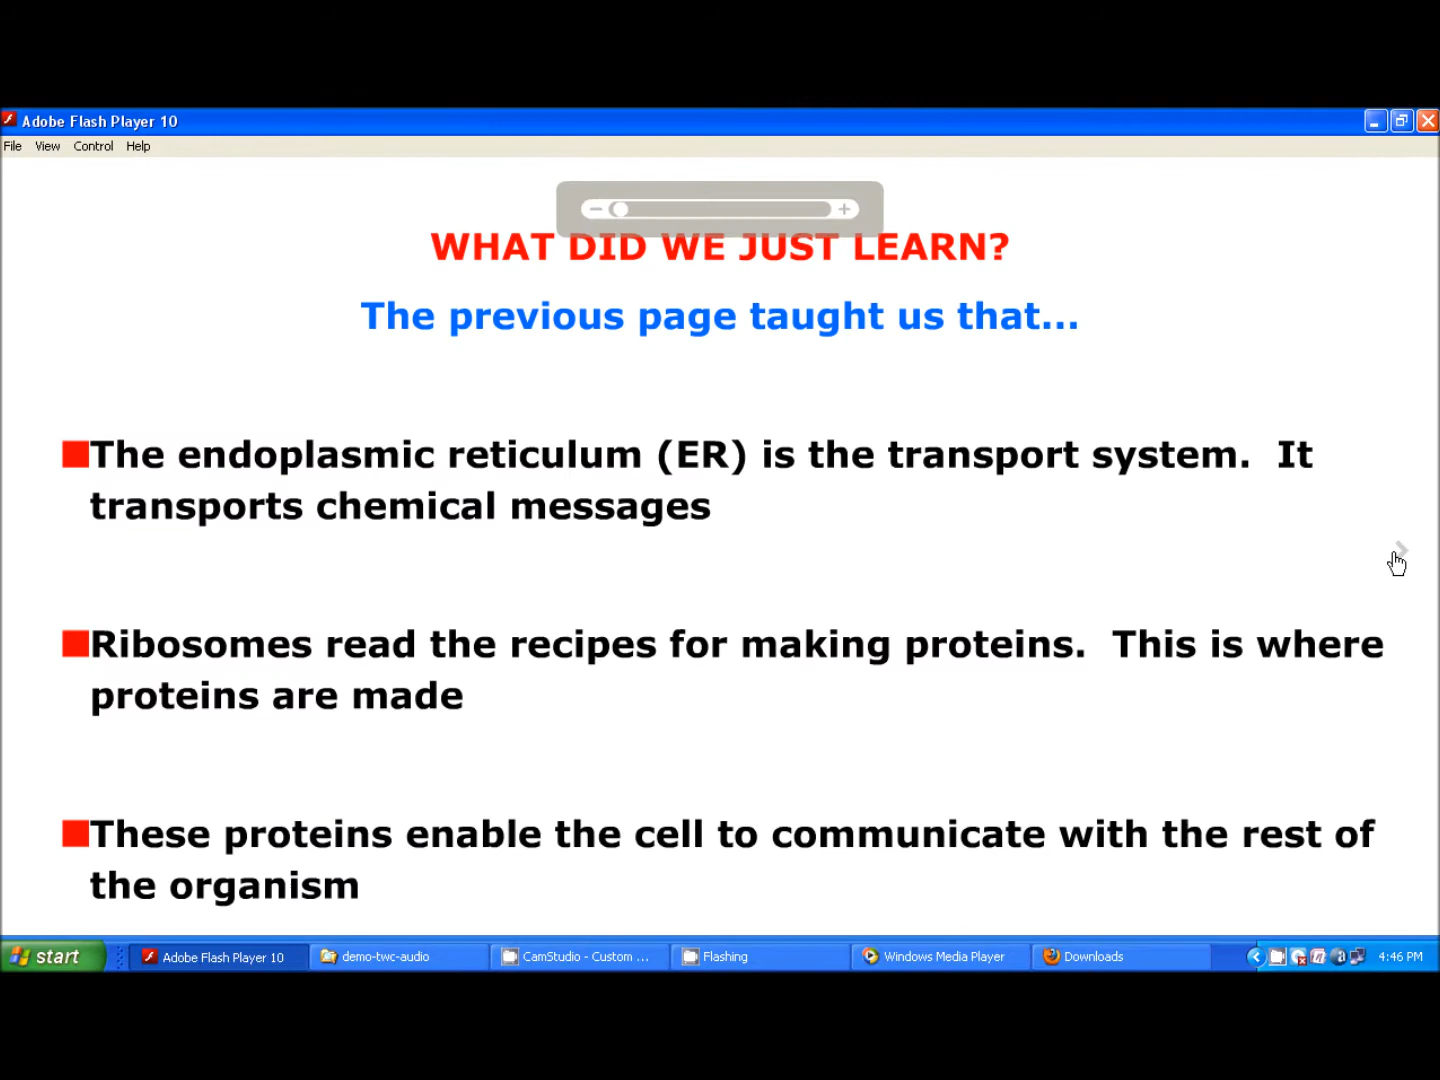 Adobe Flash Player 10
File View Control Help
WHAT DID WE JUST LEARN?
The previous page taught us that...
The endoplasmic reticulum (ER) is the transport system. It
transports chemical messages
Ribosomes read the recipes for making proteins. This is where
proteins are made
These proteins enable the cell to communicate with the rest of
the organism
start Adobe Flash Player 10 demo-twc-audio CamStudio - Custom ... Flashing Windows Media Player Downloads 4:46 PM